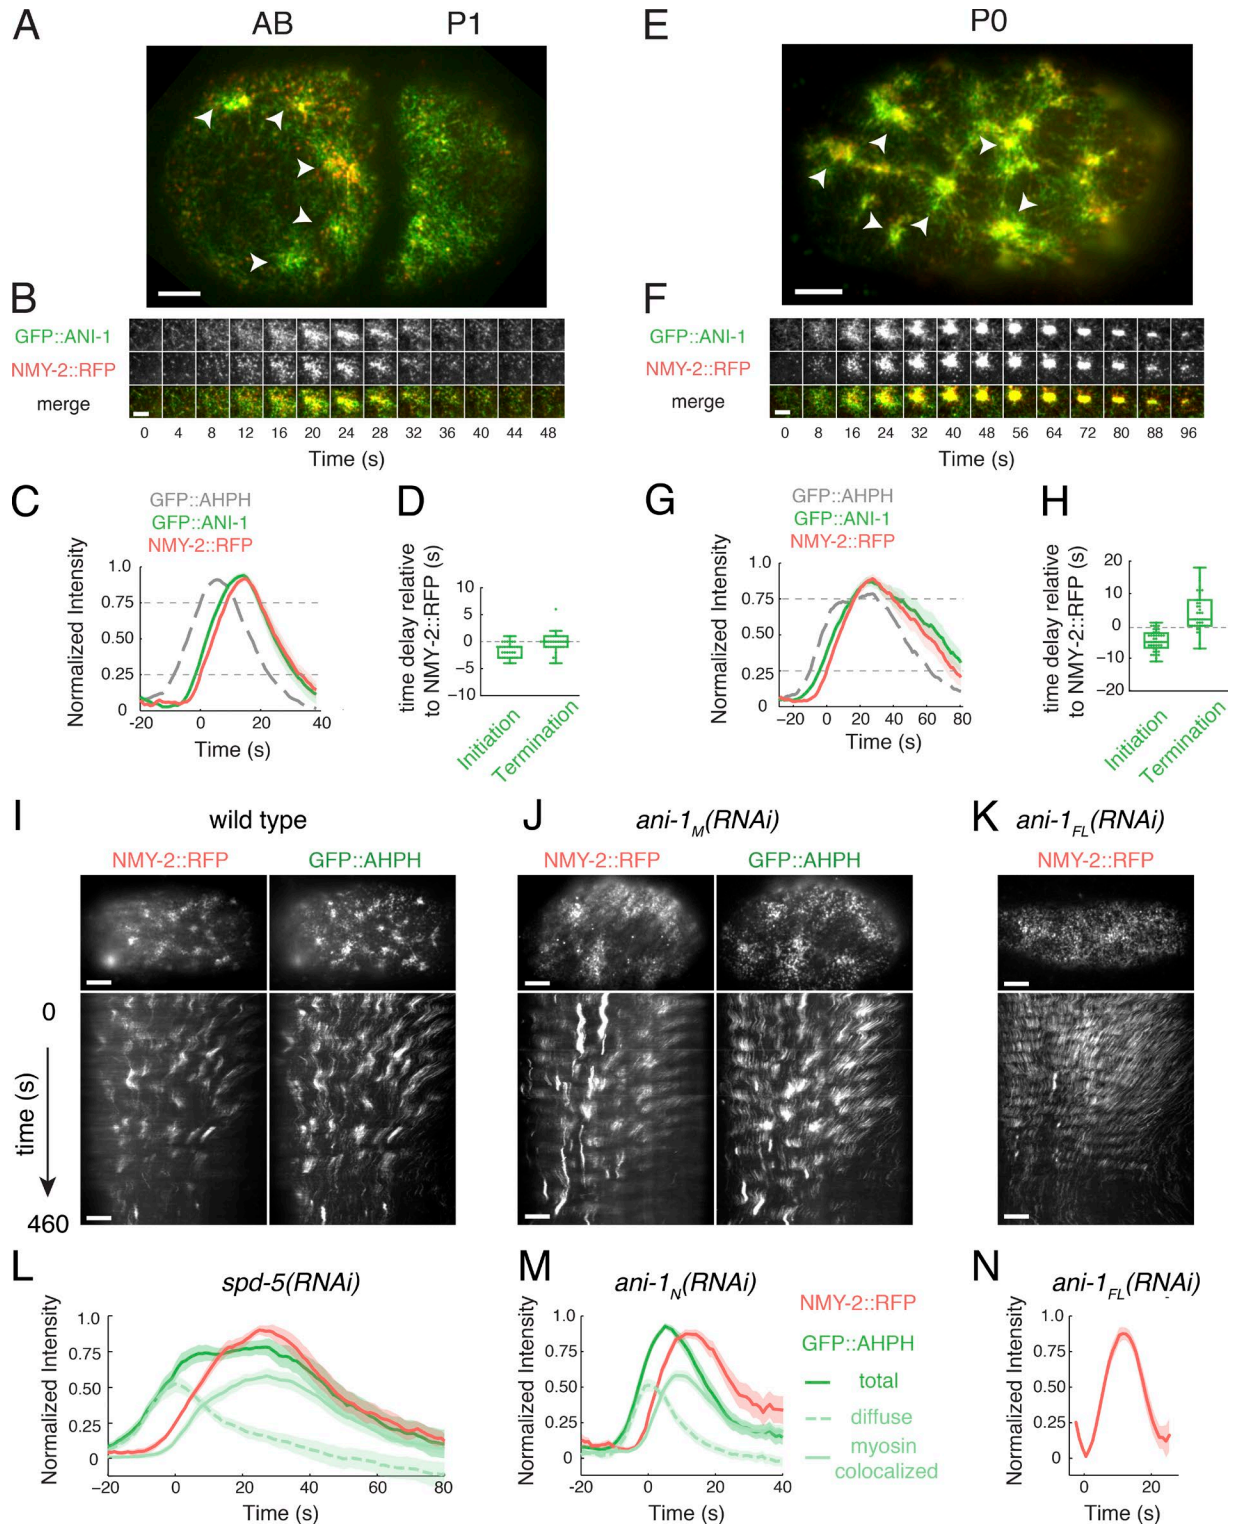 A
AB
P1
B
GFP::ANI-1
NMY-2::RFP
merge
0 4 8 12 16 20 24 28 32 36 40 44 48
Time (s)
C
GFP::AHPH
GFP::ANI-1
NMY-2::RFP
Normalized Intensity
1.0
0.75
0.50
0.25
0
-20 0 20 40
Time (s)
D
time delay relative
to NMY-2::RFP (s)
10
5
0
-5
-10
Initiation
Termination
E
P0
F
GFP::ANI-1
NMY-2::RFP
merge
0 8 16 24 32 40 48 56 64 72 80 88 96
Time (s)
G
GFP::AHPH
GFP::ANI-1
NMY-2::RFP
Normalized Intensity
1.0
0.75
0.50
0.25
0
-20 0 20 40 60 80
Time (s)
H
time delay relative
to NMY-2::RFP (s)
20
10
0
-10
-20
Initiation
Termination
I
wild type
NMY-2::RFP GFP::AHPH
0
time (s)
460
J
ani-1M(RNAi)
NMY-2::RFP GFP::AHPH
K
ani-1FL(RNAi)
NMY-2::RFP
L
spd-5(RNAi)
Normalized Intensity
1.0
0.75
0.50
0.25
0
-20 0 20 40 60 80
Time (s)
M
ani-1N(RNAi)
Normalized Intensity
1.0
0.75
0.50
0.25
0
-20 0 20 40
Time (s)
NMY-2::RFP
GFP::AHPH
total
diffuse
myosin
colocalized
N
ani-1FL(RNAi)
Normalized Intensity
1.0
0.75
0.50
0.25
0
0 20
Time (s)